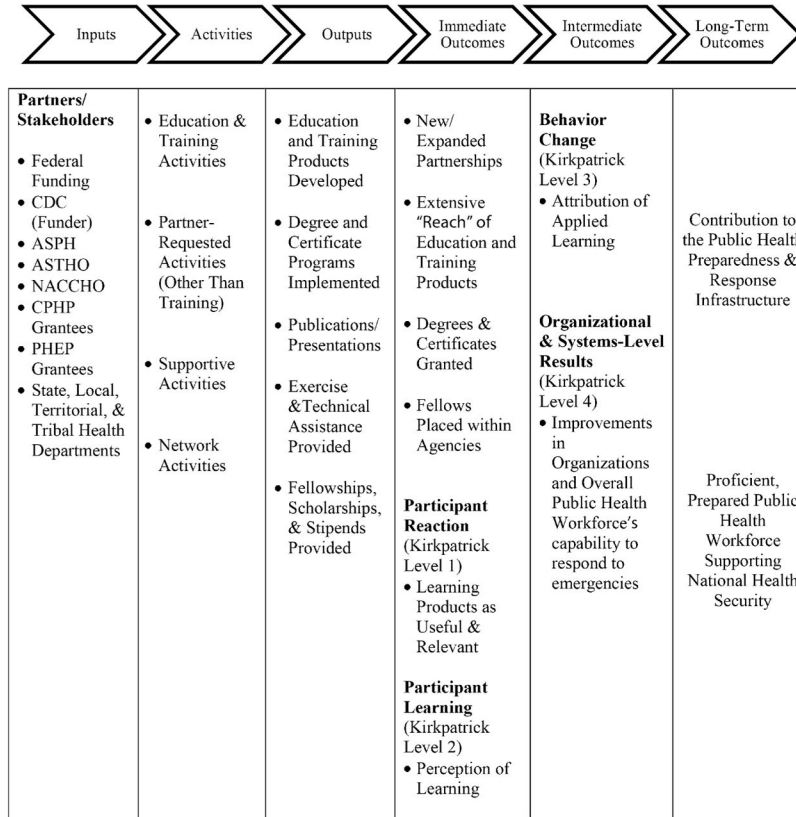 Inputs
Activities
Outputs
Immediate
Outcomes
Intermediate
Outcomes
Long-Term
Outcomes
Partners/
Stakeholders
• Federal
Funding
• CDC
(Funder)
• ASPH
• ASTHO
• NACCHO
• CPHP
Grantees
• PHEP
Grantees
• State, Local,
Territorial, &
Tribal Health
Departments
• Education &
Training
Activities
• Partner-
Requested
Activities
(Other Than
Training)
• Supportive
Activities
• Network
Activities
• Education
and Training
Products
Developed
• Degree and
Certificate
Programs
Implemented
• Publications/
Presentations
• Exercise
&Technical
Assistance
Provided
• Fellowships,
Scholarships,
& Stipends
Provided
• New/
Expanded
Partnerships
• Extensive
“Reach” of
Education and
Training
Products
• Degrees &
Certificates
Granted
• Fellows
Placed within
Agencies
Participant
Reaction
(Kirkpatrick
Level 1)
• Learning
Products as
Useful &
Relevant
Participant
Learning
(Kirkpatrick
Level 2)
• Perception of
Learning
Behavior
Change
(Kirkpatrick
Level 3)
• Attribution of
Applied
Learning
Organizational
& Systems-Level
Results
(Kirkpatrick
Level 4)
• Improvements
in
Organizations
and Overall
Public Health
Workforce’s
capability to
respond to
emergencies
Contribution to
the Public Health
Preparedness &
Response
Infrastructure
Proficient,
Prepared Public
Health
Workforce
Supporting
National Health
Security